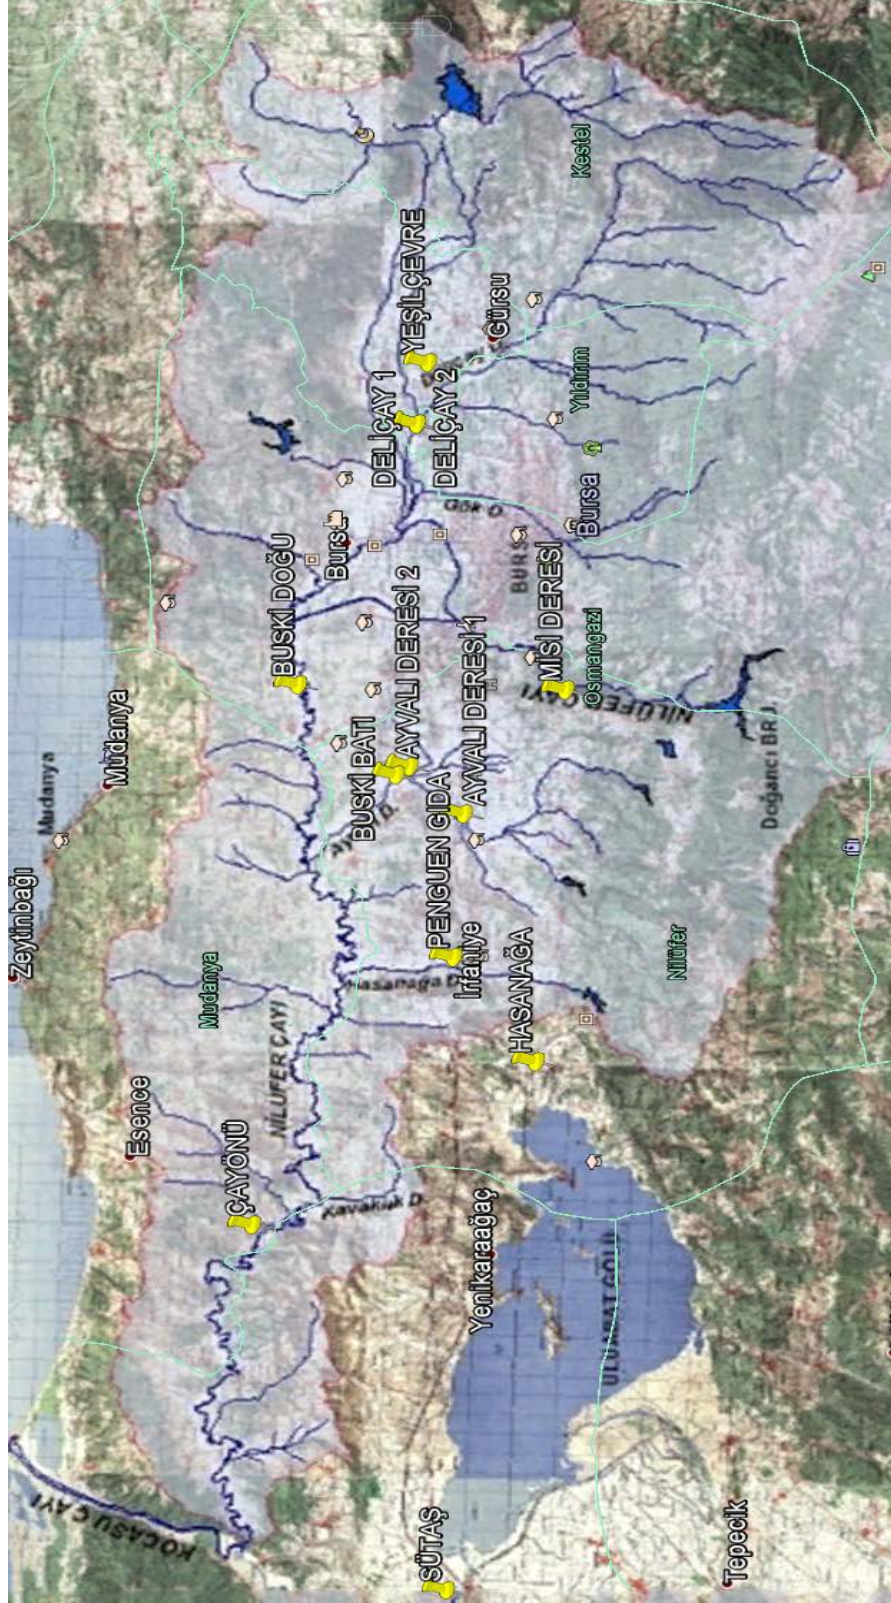 Zeytinbağı
Mudanya
Mudanya
Esence
Mudanya
KOCASU ÇAYI
ÇAYÖNÜ
NİLÜFER ÇAYI
BUSKİ DOĞU
Bursa
DELİÇAY 1
DELİÇAY 2
YEŞİLÇEVRE
Gürsu
Kestel
Yıldırım
Gök D.
Bursa
BUSKİ BATI
AYVALI DERESİ 2
AYVALI DERESİ 1
MİSİ DERESİ
Osmangazi
NİLÜFER ÇAYI
Doğancı BRJ.
PENGUEN GIDA
İrfaniye
Hasanağa D.
HASANAĞA
Nilüfer
Kavaklık D.
Yenikaraağaç
ULUABAT GÖLÜ
SÜTAŞ
Tepecik